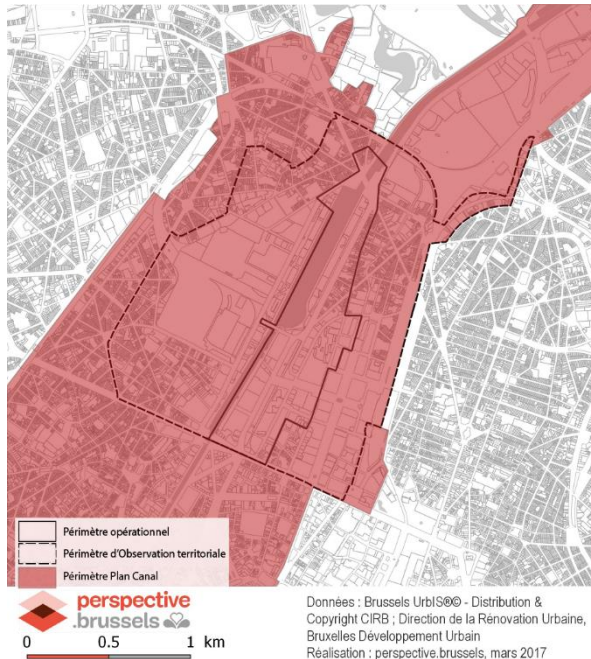 Périmètre opérationnel
Périmètre d'Observation territoriale
Périmètre Plan Canal
perspective
.brussels
0 0.5 1 km
Données : Brussels UrbIS®© - Distribution &
Copyright CIRB ; Direction de la Rénovation Urbaine,
Bruxelles Développement Urbain
Réalisation : perspective.brussels, mars 2017